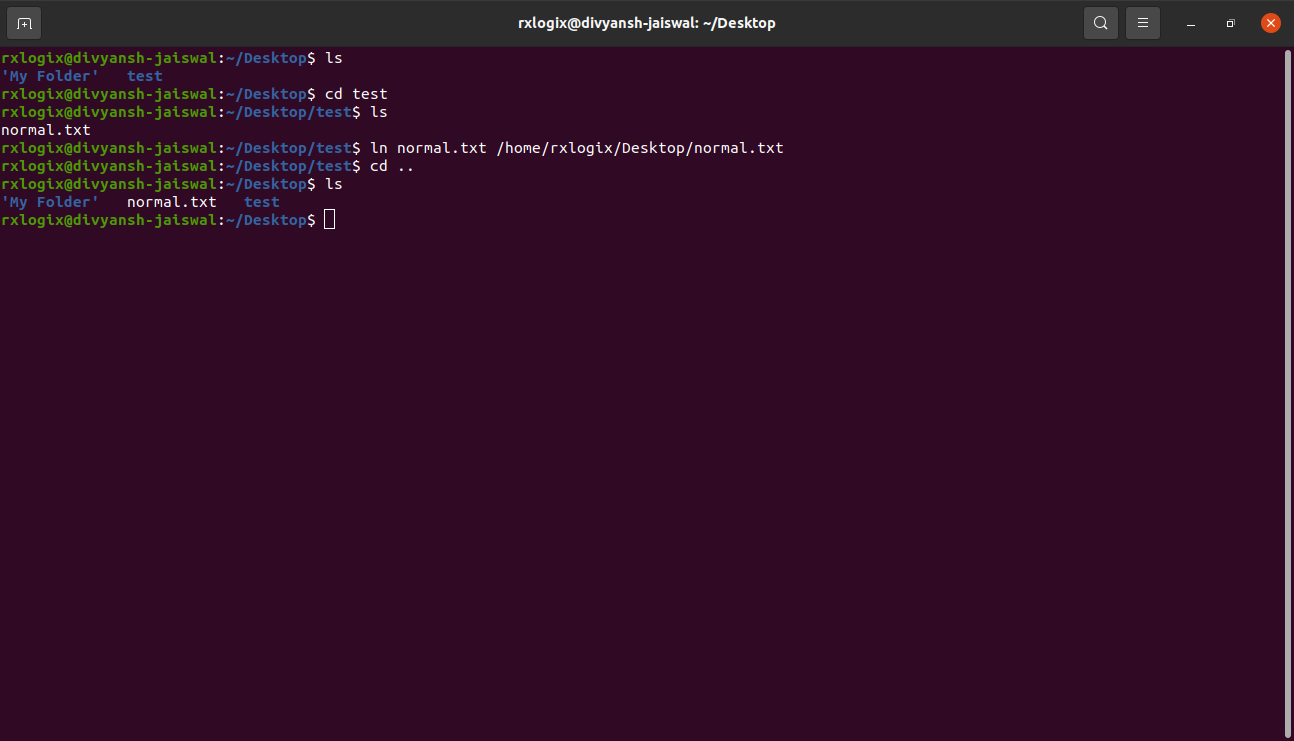 rxlogix@divyansh-jaiswal: ~/Desktop
rxlogix@divyansh-jaiswal:~/Desktop$ ls
'My Folder'   test
rxlogix@divyansh-jaiswal:~/Desktop$ cd test
rxlogix@divyansh-jaiswal:~/Desktop/test$ ls
normal.txt
rxlogix@divyansh-jaiswal:~/Desktop/test$ ln normal.txt /home/rxlogix/Desktop/normal.txt
rxlogix@divyansh-jaiswal:~/Desktop/test$ cd ..
rxlogix@divyansh-jaiswal:~/Desktop$ ls
'My Folder'   normal.txt   test
rxlogix@divyansh-jaiswal:~/Desktop$